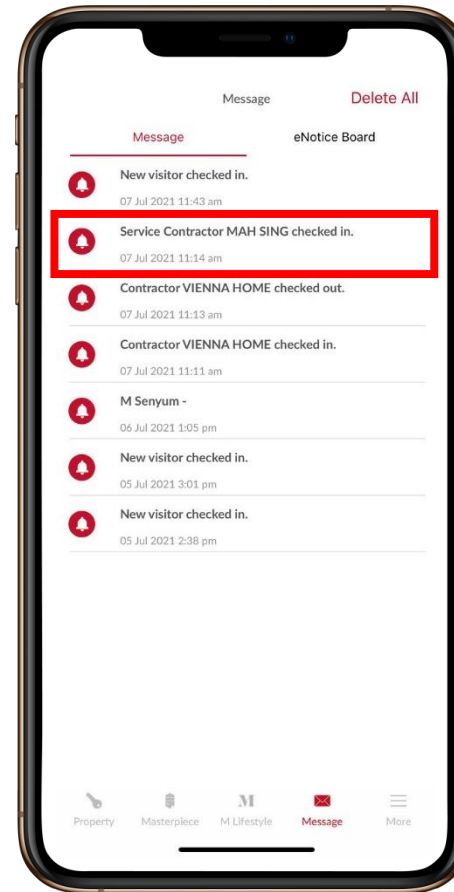 Message
Delete All
Message
eNotice Board
New visitor checked in.
07 Jul 2021 11:43 am
Service Contractor MAH SING checked in.
07 Jul 2021 11:14 am
Contractor VIENNA HOME checked out.
07 Jul 2021 11:13 am
Contractor VIENNA HOME checked in.
07 Jul 2021 11:11 am
M Senyum -
06 Jul 2021 1:05 pm
New visitor checked in.
05 Jul 2021 3:01 pm
New visitor checked in.
05 Jul 2021 2:38 pm
M
Property
Masterpiece
M Lifestyle
Message
More